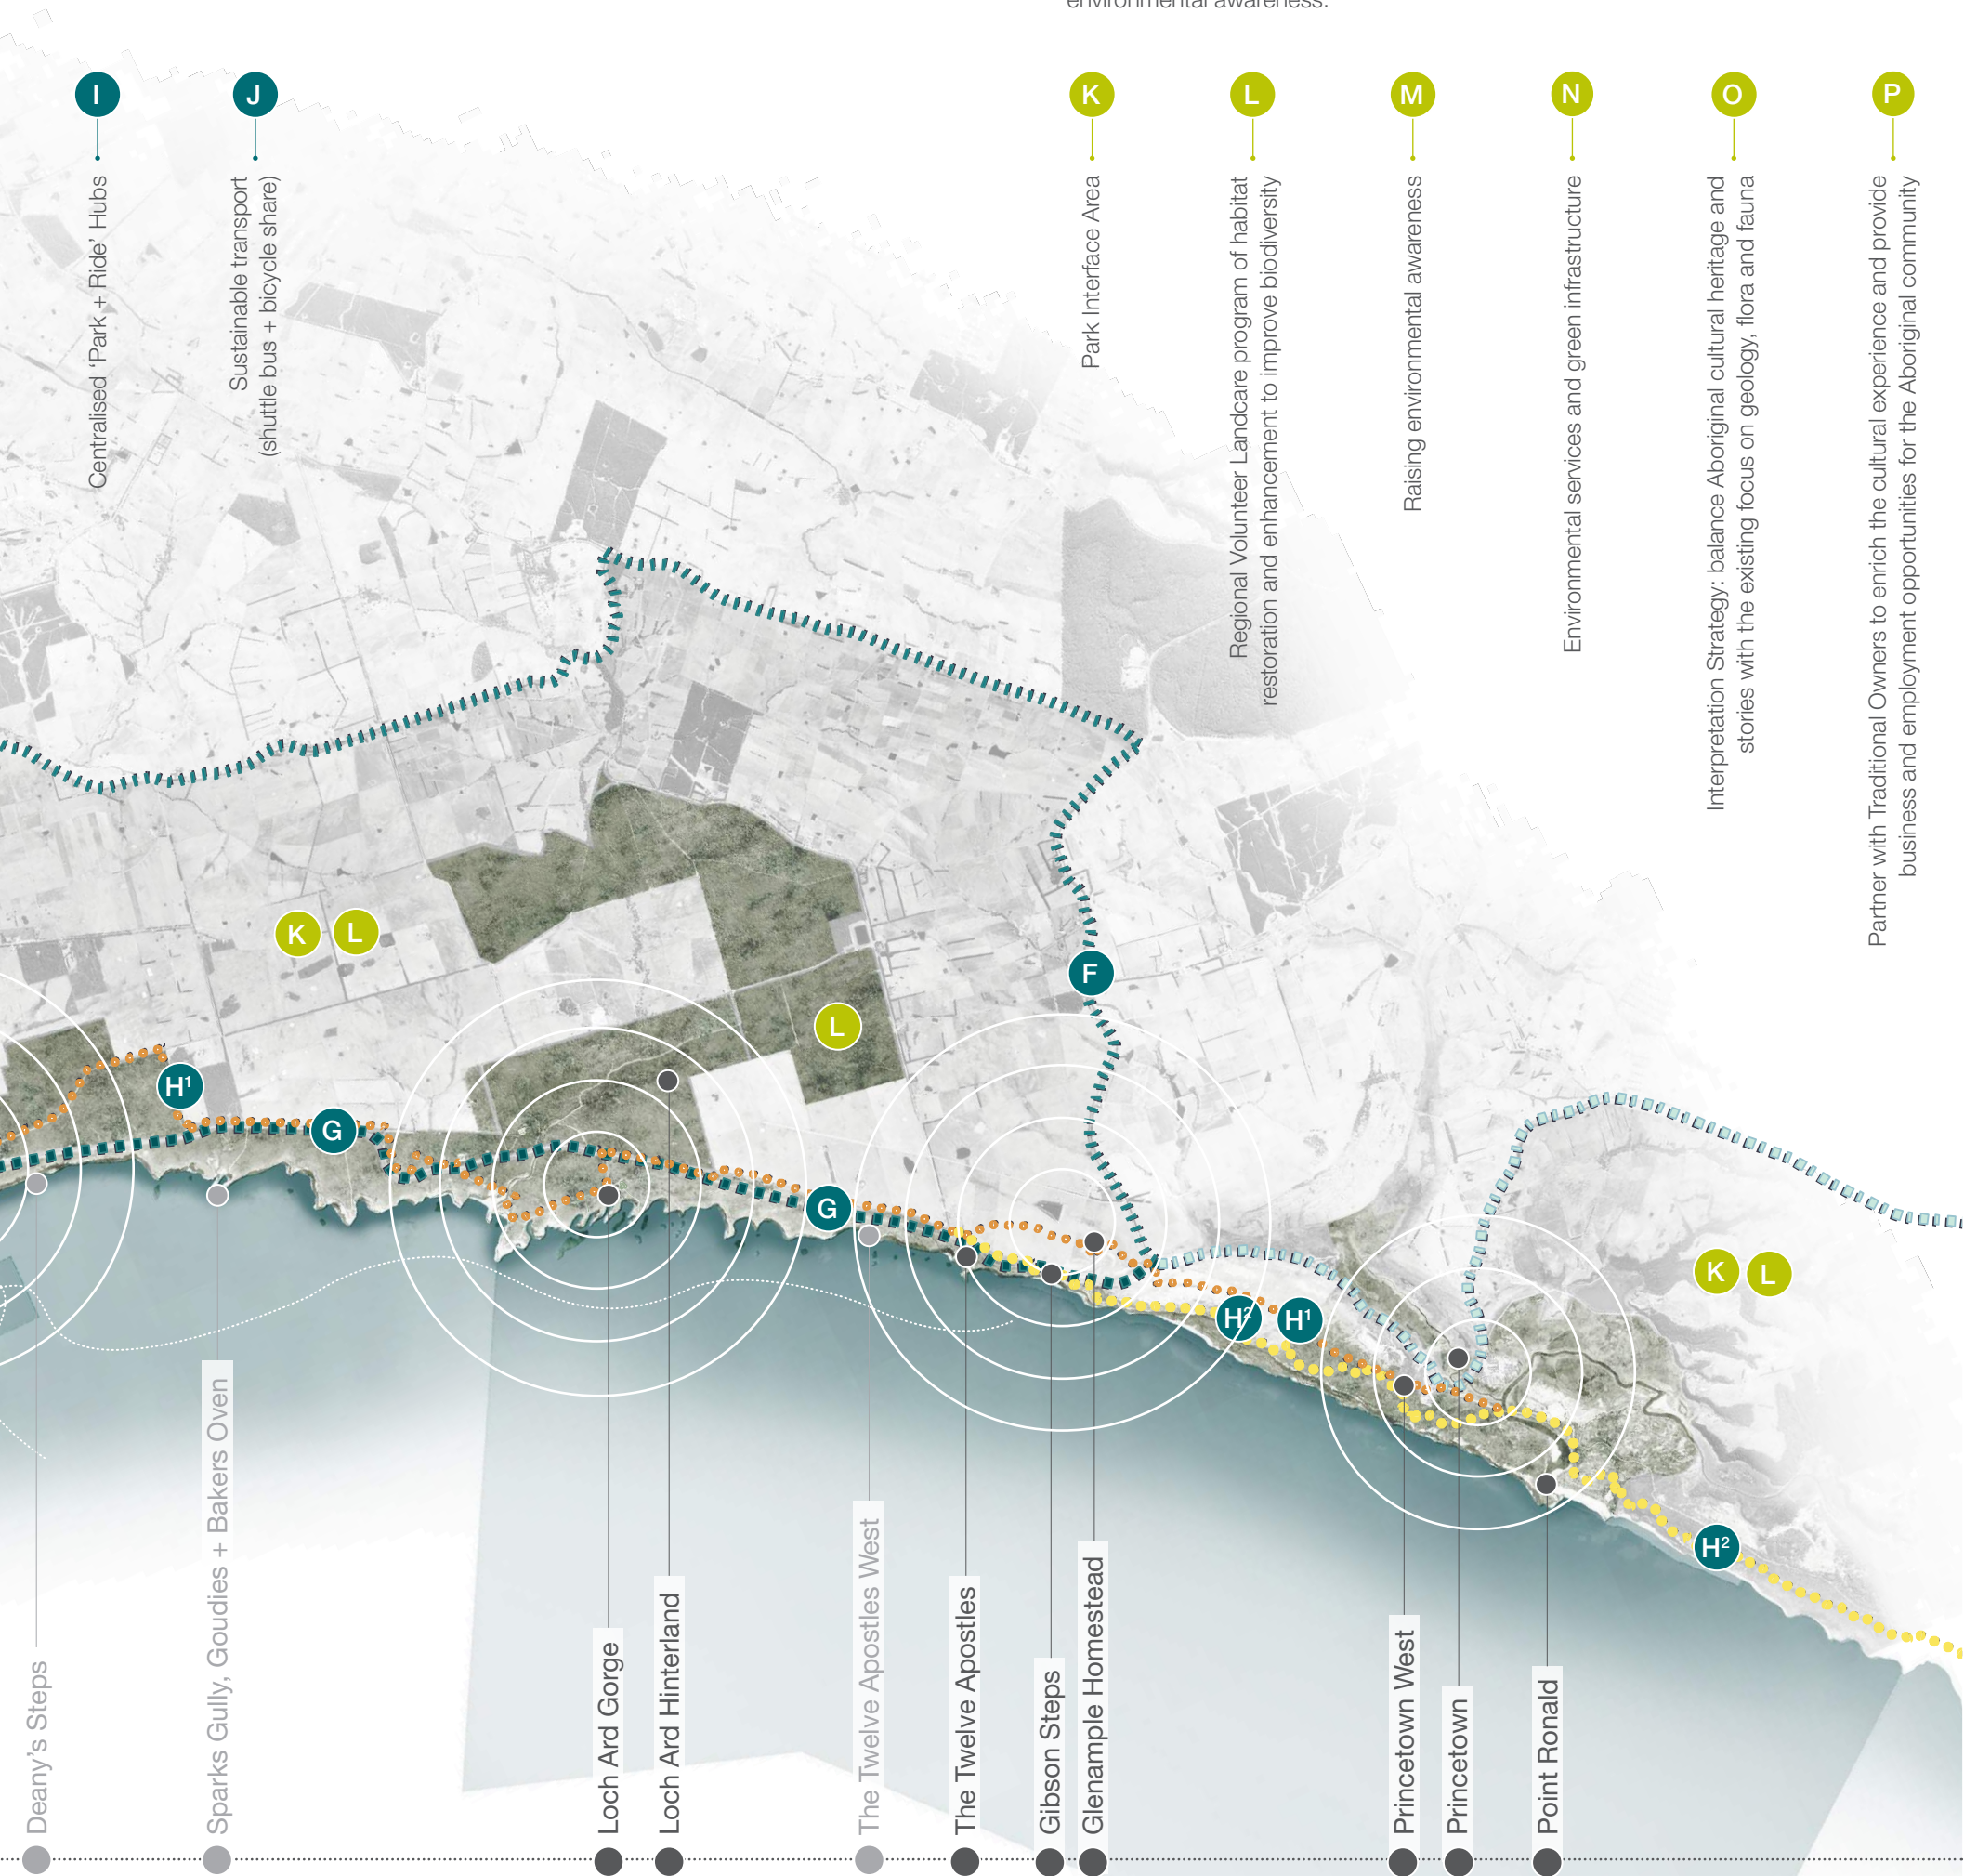 environmental awareness.
I
Centralised ‘Park + Ride’ Hubs
J
Sustainable transport
(shuttle bus + bicycle share)
K
Park Interface Area
L
Regional Volunteer Landcare program of habitat
restoration and enhancement to improve biodiversity
M
Raising environmental awareness
N
Environmental services and green infrastructure
O
Interpretation Strategy: balance Aboriginal cultural heritage and
stories with the existing focus on geology, flora and fauna
P
Partner with Traditional Owners to enrich the cultural experience and provide
business and employment opportunities for the Aboriginal community
K
L
F
L
H¹
G
G
K
L
H²
H¹
H²
Deany’s Steps
Sparks Gully, Goudies + Bakers Oven
Loch Ard Gorge
Loch Ard Hinterland
The Twelve Apostles West
The Twelve Apostles
Gibson Steps
Glenample Homestead
Princetown West
Princetown
Point Ronald